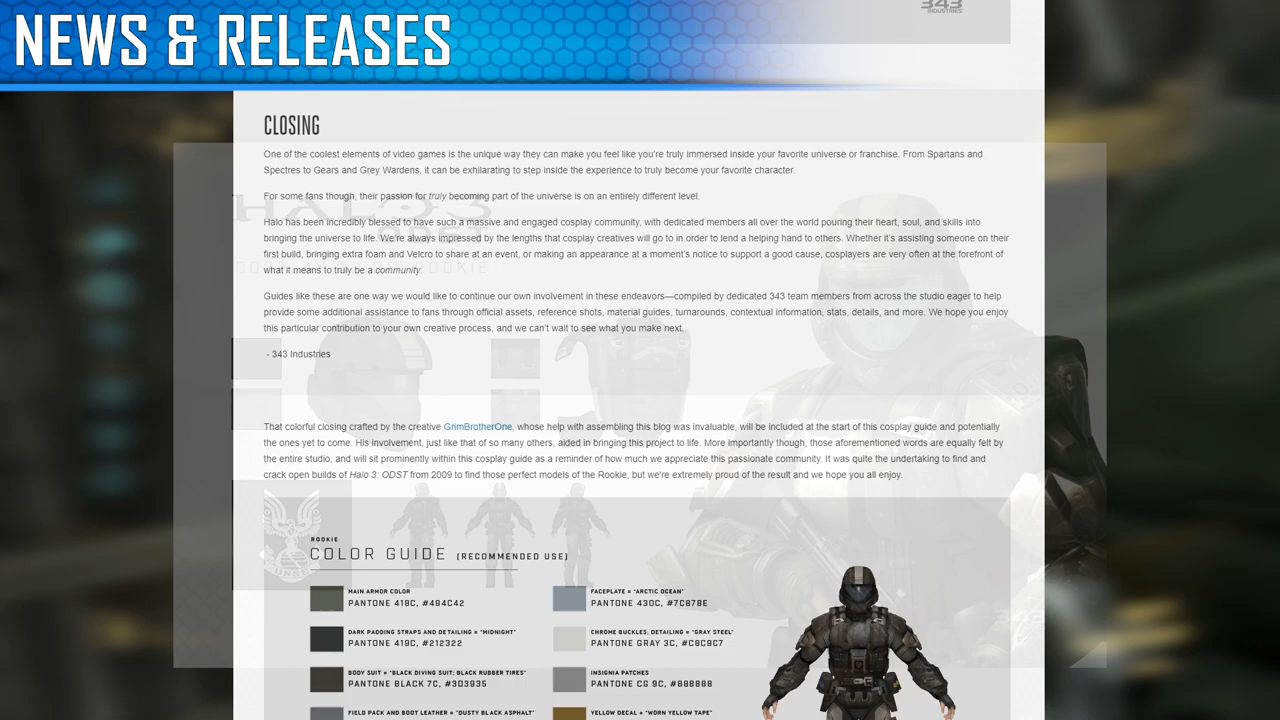 343
INDUSTRIES
NEWS & RELEASES
CLOSING
One of the coolest elements of video games is the unique way they can make you feel like you're truly immersed inside your favorite universe or franchise. From Spartans and
Spectres to Gears and Grey Wardens, it can be exhilarating to step inside the experience to truly become your favorite character.
For some fans though, their passion for truly becoming part of the universe is on an entirely different level.
HALO 3
ODST
Halo has been incredibly blessed to have such a massive and engaged cosplay community, with dedicated members all over the world pouring their heart, soul, and skills into
bringing the universe to life. We're always impressed by the lengths that cosplay creatives will go to in order to lend a helping hand to others. Whether it's assisting someone on their
first build, bringing extra foam and Velcro to share at an event, or making an appearance at a moment's notice to support a good cause, cosplayers are very often at the forefront of
what it means to truly be a community.
Guides like these are one way we would like to continue our own involvement in these endeavors—compiled by dedicated 343 team members from across the studio eager to help
provide some additional assistance to fans through official assets, reference shots, material guides, turnarounds, contextual information, stats, details, and more. We hope you enjoy
this particular contribution to your own creative process, and we can't wait to see what you make next.
- 343 Industries
That colorful closing crafted by the creative GrimBrotherOne, whose help with assembling this blog was invaluable, will be included at the start of this cosplay guide and potentially
the ones yet to come. His involvement, just like that of so many others, aided in bringing this project to life. More importantly though, those aforementioned words are equally felt by
the entire studio, and will sit prominently within this cosplay guide as a reminder of how much we appreciate this passionate community. It was quite the undertaking to find and
crack open builds of Halo 3: ODST from 2009 to find those perfect models of the Rookie, but we're extremely proud of the result and we hope you all enjoy.
UNSC
ROOKIE
COLOR GUIDE [RECOMMENDED USE]
MAIN ARMOR COLOR
PANTONE 418C, #494C42
FACEPLATE = "ARCTIC OCEAN"
PANTONE 430C, #7C878E
DARK PADDING STRAPS AND DETAILING = "MIDNIGHT"
PANTONE 419C, #212322
CHROME BUCKLES, DETAILING = "GRAY STEEL"
PANTONE GRAY 3C, #C8C9C7
BODY SUIT = "BLACK DIVING SUIT; BLACK RUBBER TIRES"
PANTONE BLACK 7C, #3D3935
INSIGNIA PATCHES
PANTONE CG 9C, #888888
FIELD PACK AND BOOT LEATHER = "DUSTY BLACK ASPHALT"
YELLOW DECAL = "WORN YELLOW TAPE"